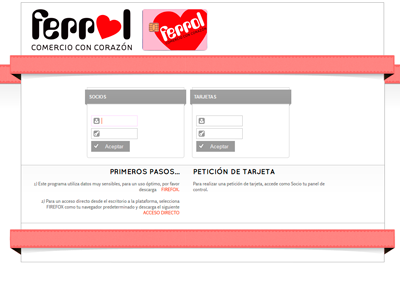 ferrol
COMERCIO CON CORAZÓN
ferrol
SOCIOS
TARJETAS
Aceptar
Aceptar
PRIMEROS PASOS...
1) Este programa utiliza datos muy sensibles, para un uso óptimo, por favor
descarga FIREFOX.
2) Para un acceso directo desde el escritorio a la plataforma, selecciona
FIREFOX como tu navegador predeterminado y descarga el siguiente
ACCESO DIRECTO
PETICIÓN DE TARJETA
Para realizar una petición de tarjeta, accede como Socio tu panel de
control.